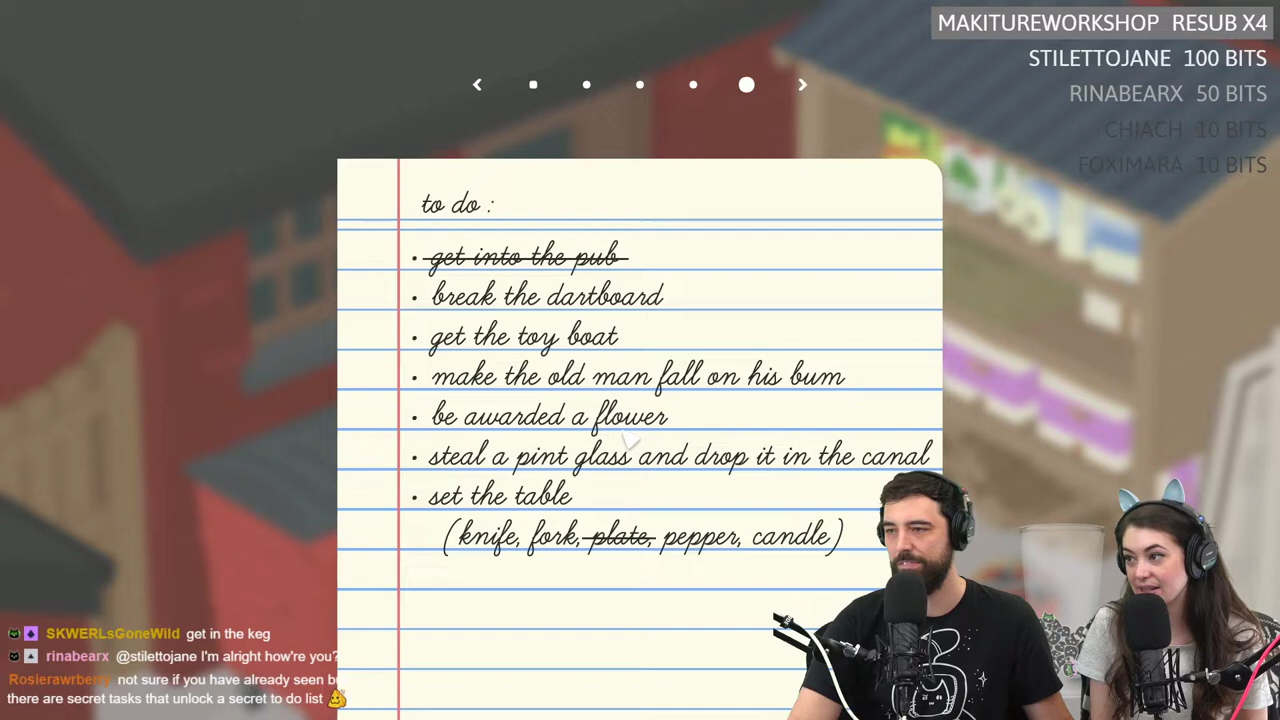 MAKITUREWORKSHOP RESUB X4
STILETTOJANE 100 BITS
RINABEARX 50 BITS
CHIACH 10 BITS
FOXIMARA 10 BITS
to do :
• get into the pub
• break the dartboard
• get the toy boat
• make the old man fall on his bum
• be awarded a flower
• steal a pint glass and drop it in the canal
• set the table
(knife, fork, plate, pepper, candle)
SKWERLsGoneWild get in the keg
rinabearx @stilettojane I'm alright how're you?
Rosierawrberry not sure if you have already seen b
there are secret tasks that unlock a secret to do list